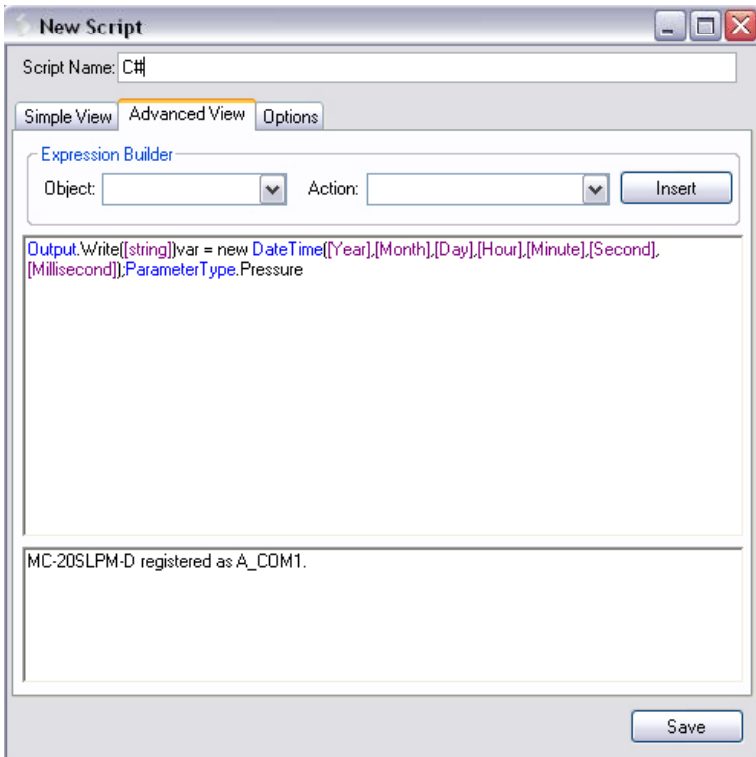 New Script
Script Name: C#
Simple View Advanced View Options
Expression Builder
Object: Action: Insert
Output.Write([string])var = new DateTime([Year],[Month],[Day],[Hour],[Minute],[Second],
[Millisecond]);ParameterType.Pressure
MC-20SLPM-D registered as A_COM1.
Save